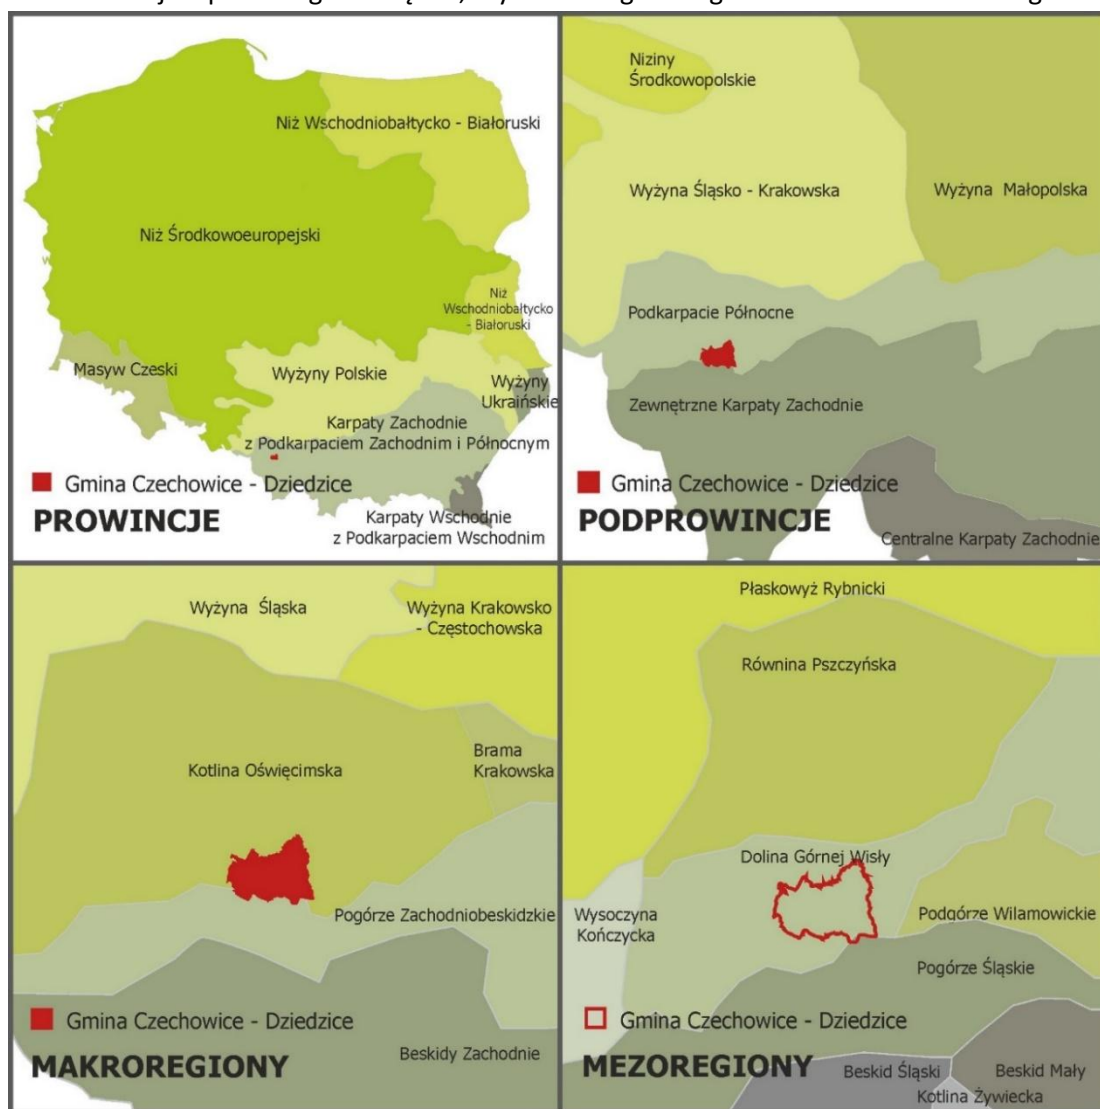 Niż Wschodniobałtycko - Białoruski
Niż Środkowoeuropejski
Niż
Wschodniobałtycko
- Białoruski
Masyw Czeski
Wyżyny Polskie
Wyżyny
Ukraińskie
Karpaty Zachodnie
z Podkarpaciem Zachodnim i Północnym
Gmina Czechowice - Dziedzice
PROWINCJE
Karpaty Wschodnie
z Podkarpaciem Wschodnim
Niziny
Środkowopolskie
Wyżyna Śląsko - Krakowska
Wyżyna Małopolska
Podkarpacie Północne
Zewnętrzne Karpaty Zachodnie
Gmina Czechowice - Dziedzice
PODPROWINCJE
Centralne Karpaty Zachodnie
Wyżyna Śląska
Wyżyna Krakowsko
- Częstochowska
Kotlina Oświęcimska
Brama
Krakowska
Pogórze Zachodniobeskidzkie
Gmina Czechowice - Dziedzice
MAKROREGIONY
Beskidy Zachodnie
Płaskowyż Rybnicki
Równina Pszczyńska
Dolina Górnej Wisły
Wysoczyna
Kończycka
Podgórze Wilamowickie
Pogórze Śląskie
Gmina Czechowice - Dziedzice
MEZOREGIONY
Beskid Śląski
Beskid Mały
Kotlina Żywiecka